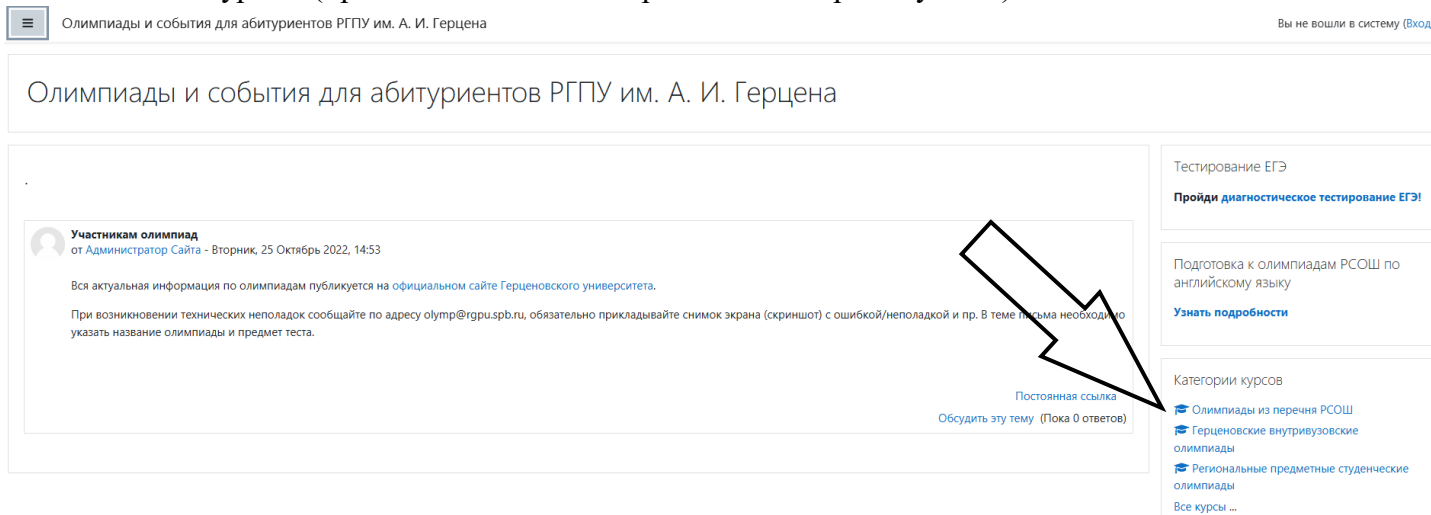 Олимпиады и события для абитуриентов РГПУ им. А. И. Герцена
Вы не вошли в систему (Вход
Олимпиады и события для абитуриентов РГПУ им. А. И. Герцена
.
Участникам олимпиад
от Администратор Сайта - Вторник, 25 Октябрь 2022, 14:53
Вся актуальная информация по олимпиадам публикуется на официальном сайте Герценовского университета.
При возникновении технических неполадок сообщайте по адресу olymp@rgpu.spb.ru, обязательно прикладывайте снимок экрана (скриншот) с ошибкой/неполадкой и пр. В теме письма необходимо
указать название олимпиады и предмет теста.
Постоянная ссылка
Обсудить эту тему (Пока 0 ответов)
Тестирование ЕГЭ
Пройди диагностическое тестирование ЕГЭ!
Подготовка к олимпиадам РСОШ по
английскому языку
Узнать подробности
Категории курсов
Олимпиады из перечня РСОШ
Герценовские внутривузовские
олимпиады
Региональные предметные студенческие
олимпиады
Все курсы ...